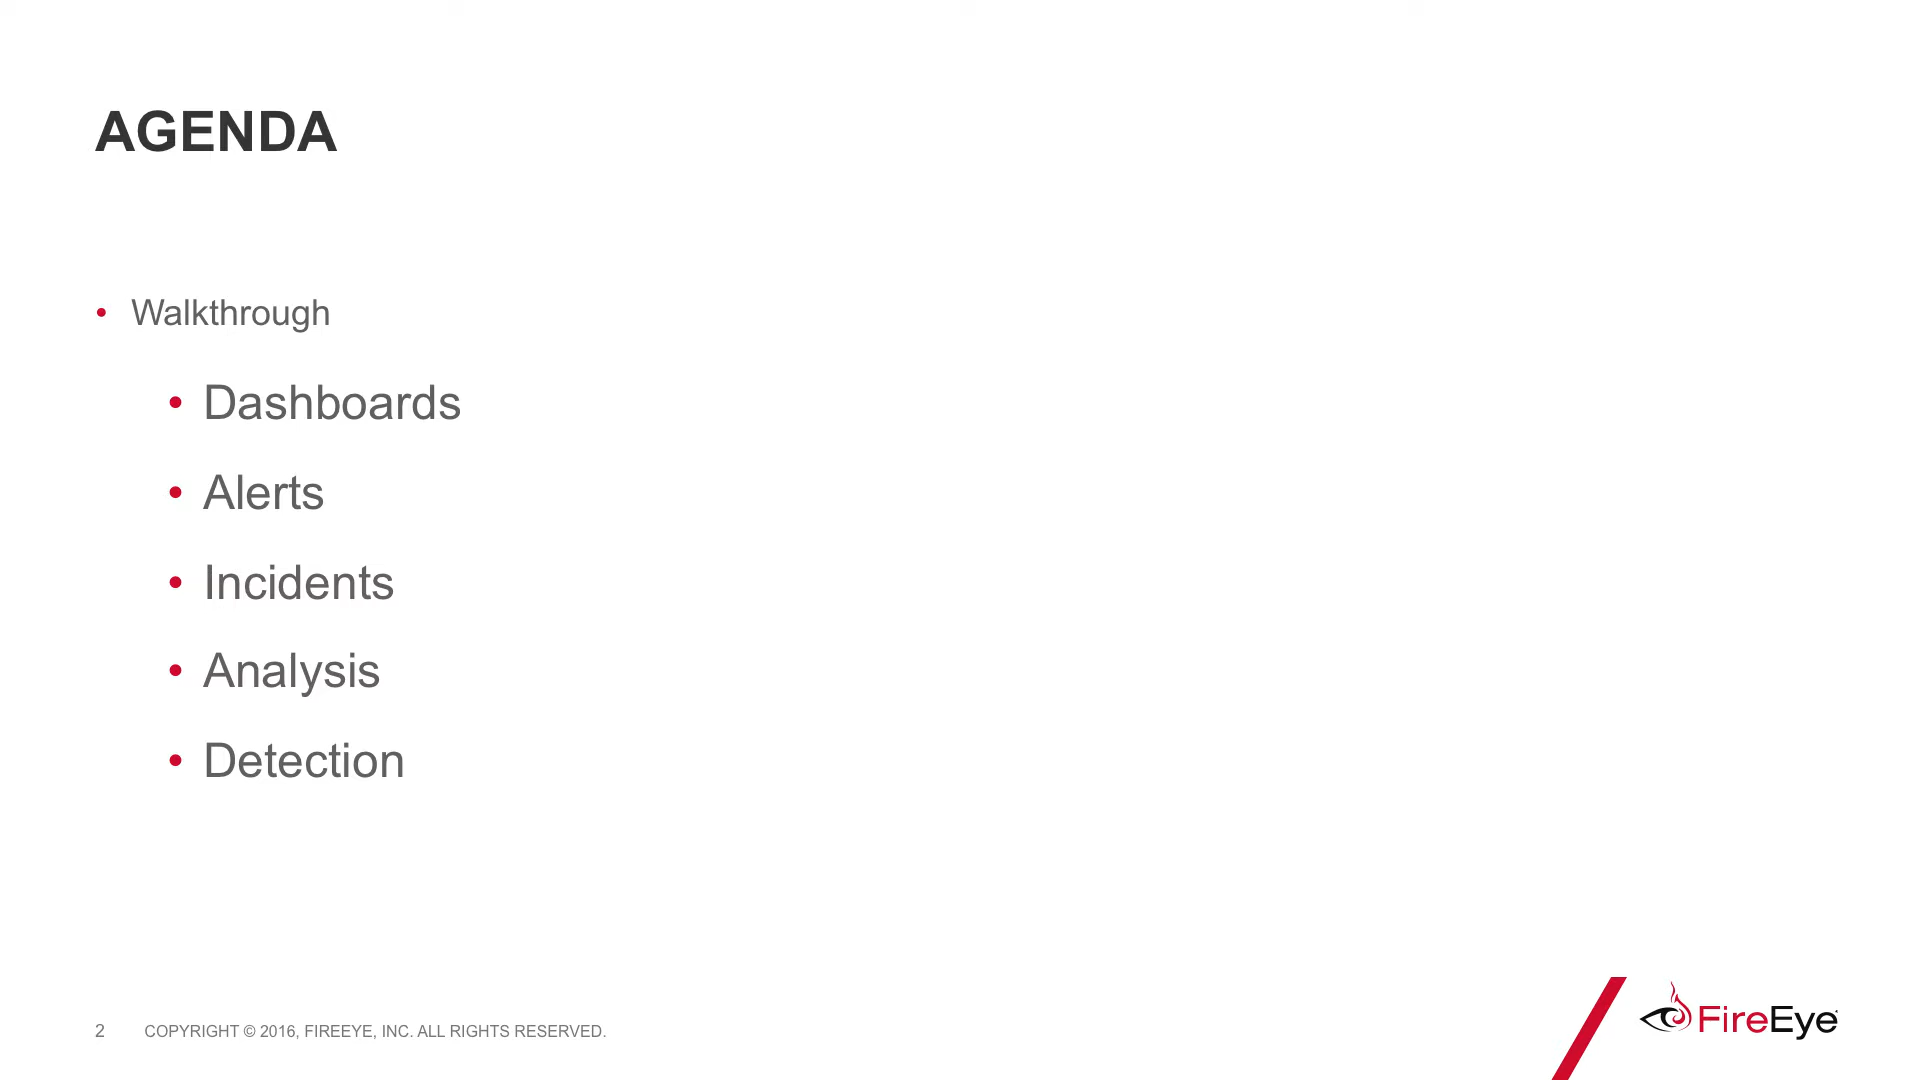 AGENDA
• Walkthrough
• Dashboards
• Alerts
• Incidents
• Analysis
• Detection
2 COPYRIGHT © 2016, FIREEYE, INC. ALL RIGHTS RESERVED.
FireEye